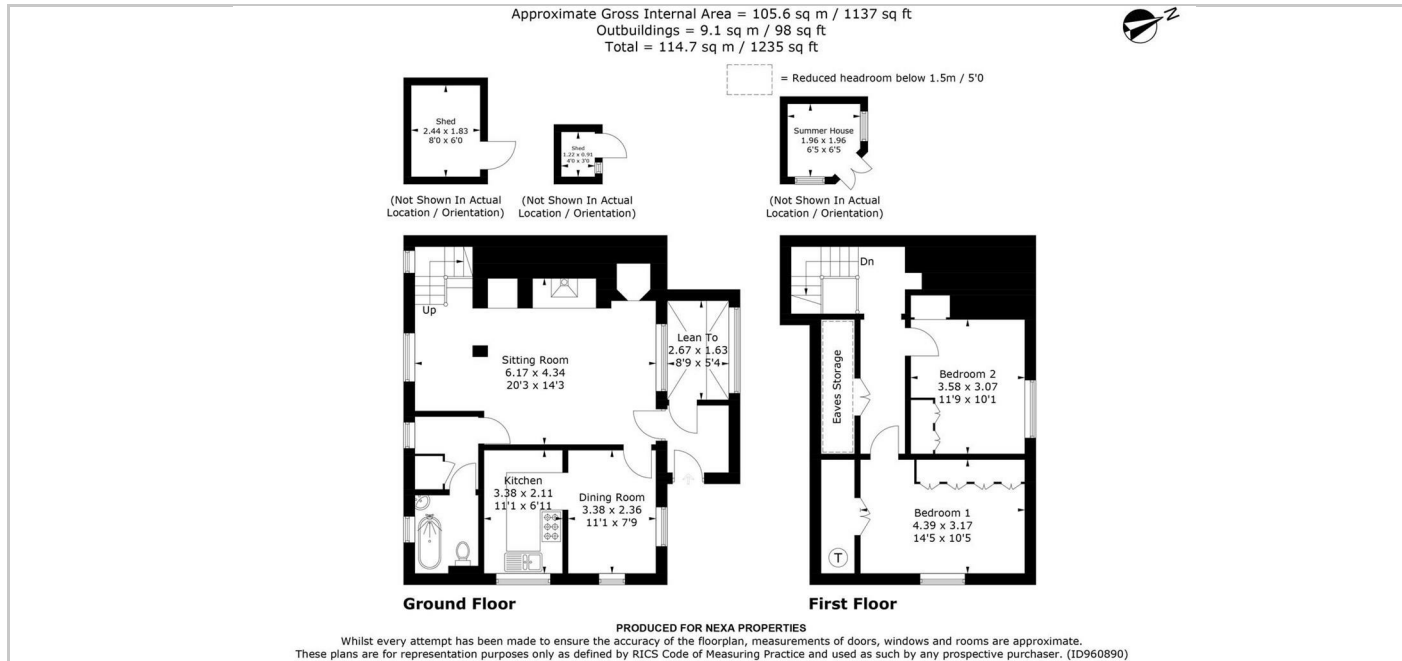 Approximate Gross Internal Area = 105.6 sq m / 1137 sq ft
Outbuildings = 9.1 sq m / 98 sq ft
Total = 114.7 sq m / 1235 sq ft
N
= Reduced headroom below 1.5m / 5'0
Shed
2.44 x 1.83
8'0 x 6'0
(Not Shown In Actual
Location / Orientation)
Shed
1.22 x 0.91
4'0 x 3'0
(Not Shown In Actual
Location / Orientation)
Summer House
1.96 x 1.96
6'5 x 6'5
(Not Shown In Actual
Location / Orientation)
Up
Sitting Room
6.17 x 4.34
20'3 x 14'3
Lean To
2.67 x 1.63
8'9 x 5'4
Kitchen
3.38 x 2.11
11'1 x 6'11
Dining Room
3.38 x 2.36
11'1 x 7'9
Ground Floor
Dn
Eaves Storage
Bedroom 2
3.58 x 3.07
11'9 x 10'1
Bedroom 1
4.39 x 3.17
14'5 x 10'5
T
First Floor
PRODUCED FOR NEXA PROPERTIES
Whilst every attempt has been made to ensure the accuracy of the floorplan, measurements of doors, windows and rooms are approximate.
These plans are for representation purposes only as defined by RICS Code of Measuring Practice and used as such by any prospective purchaser. (ID960890)